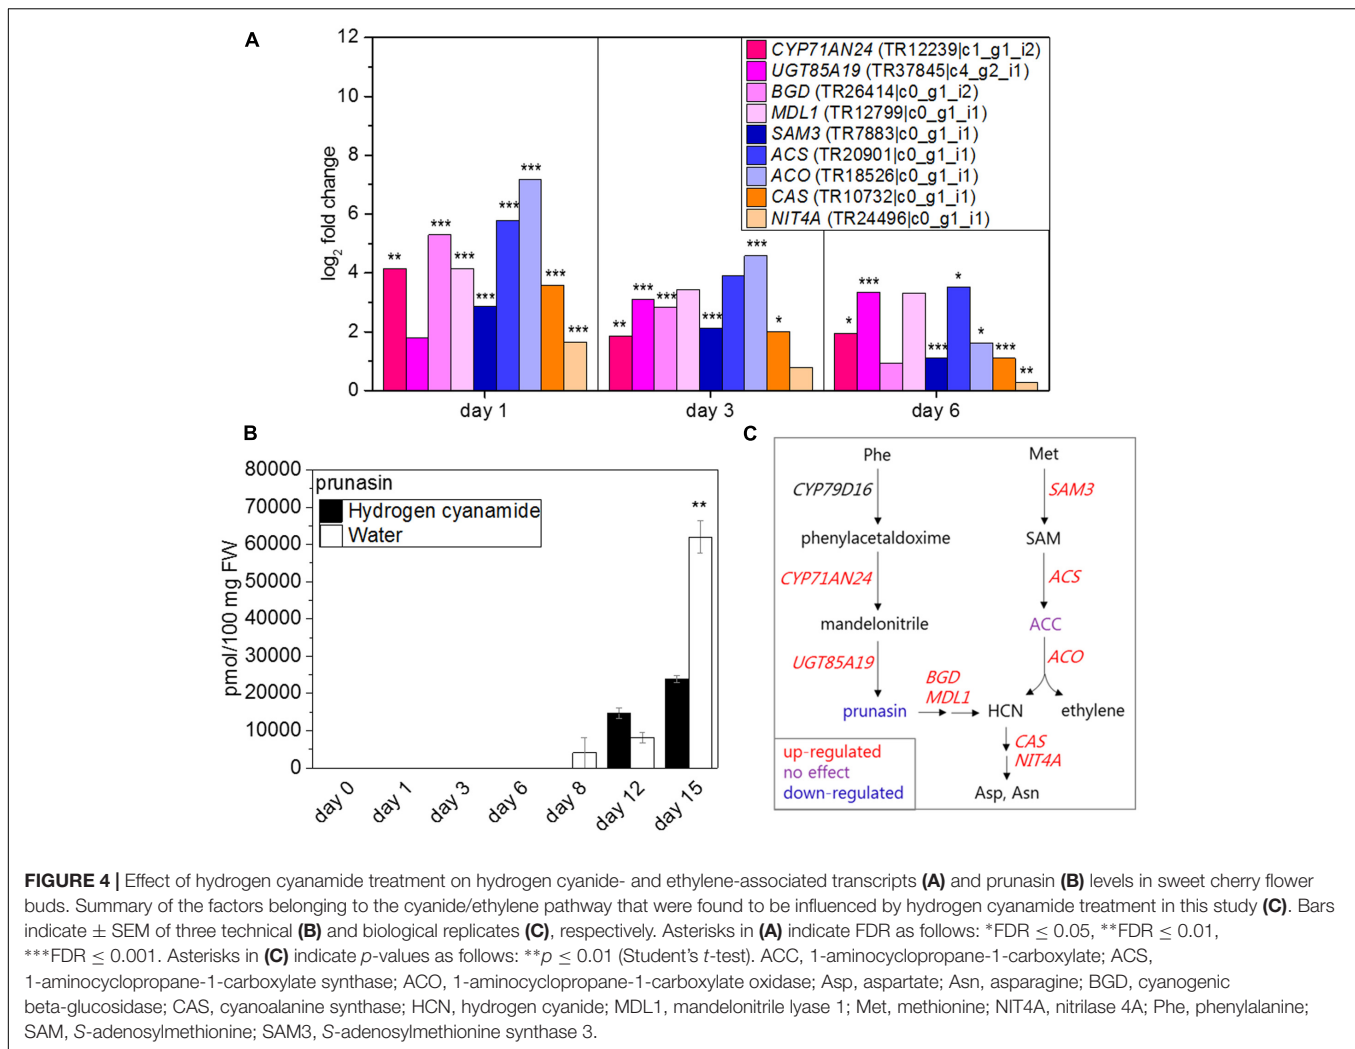 A
12
10
8
6
4
2
0
log2 fold change
CYP71AN24 (TR12239|c1_g1_i2)
UGT85A19 (TR37845|c4_g2_i1)
BGD (TR26414|c0_g1_i2)
MDL1 (TR12799|c0_g1_i1)
SAM3 (TR7883|c0_g1_i1)
ACS (TR20901|c0_g1_i1)
ACO (TR18526|c0_g1_i1)
CAS (TR10732|c0_g1_i1)
NIT4A (TR24496|c0_g1_i1)
** *** *** *** *** *** *** ***
** *** *** *** *** *
* *** *** * * *** **
day 1 day 3 day 6
B
80000
70000
60000
50000
40000
30000
20000
10000
0
pmol/100 mg FW
prunasin
Hydrogen cyanamide
Water
**
day 0 day 1 day 3 day 6 day 8 day 12 day 15
C
Phe Met
CYP79D16 SAM3
phenylacetaldoxime SAM
CYP71AN24 ACS
mandelonitrile ACC
UGT85A19 ACO
BGD
MDL1
prunasin HCN ethylene
CAS
NIT4A
Asp, Asn
up-regulated
no effect
down-regulated
FIGURE 4 | Effect of hydrogen cyanamide treatment on hydrogen cyanide- and ethylene-associated transcripts (A) and prunasin (B) levels in sweet cherry flower
buds. Summary of the factors belonging to the cyanide/ethylene pathway that were found to be influenced by hydrogen cyanamide treatment in this study (C). Bars
indicate ± SEM of three technical (B) and biological replicates (C), respectively. Asterisks in (A) indicate FDR as follows: *FDR ≤ 0.05, **FDR ≤ 0.01,
***FDR ≤ 0.001. Asterisks in (C) indicate p-values as follows: **p ≤ 0.01 (Student's t-test). ACC, 1-aminocyclopropane-1-carboxylate; ACS,
1-aminocyclopropane-1-carboxylate synthase; ACO, 1-aminocyclopropane-1-carboxylate oxidase; Asp, aspartate; Asn, asparagine; BGD, cyanogenic
beta-glucosidase; CAS, cyanoalanine synthase; HCN, hydrogen cyanide; MDL1, mandelonitrile lyase 1; Met, methionine; NIT4A, nitrilase 4A; Phe, phenylalanine;
SAM, S-adenosylmethionine; SAM3, S-adenosylmethionine synthase 3.